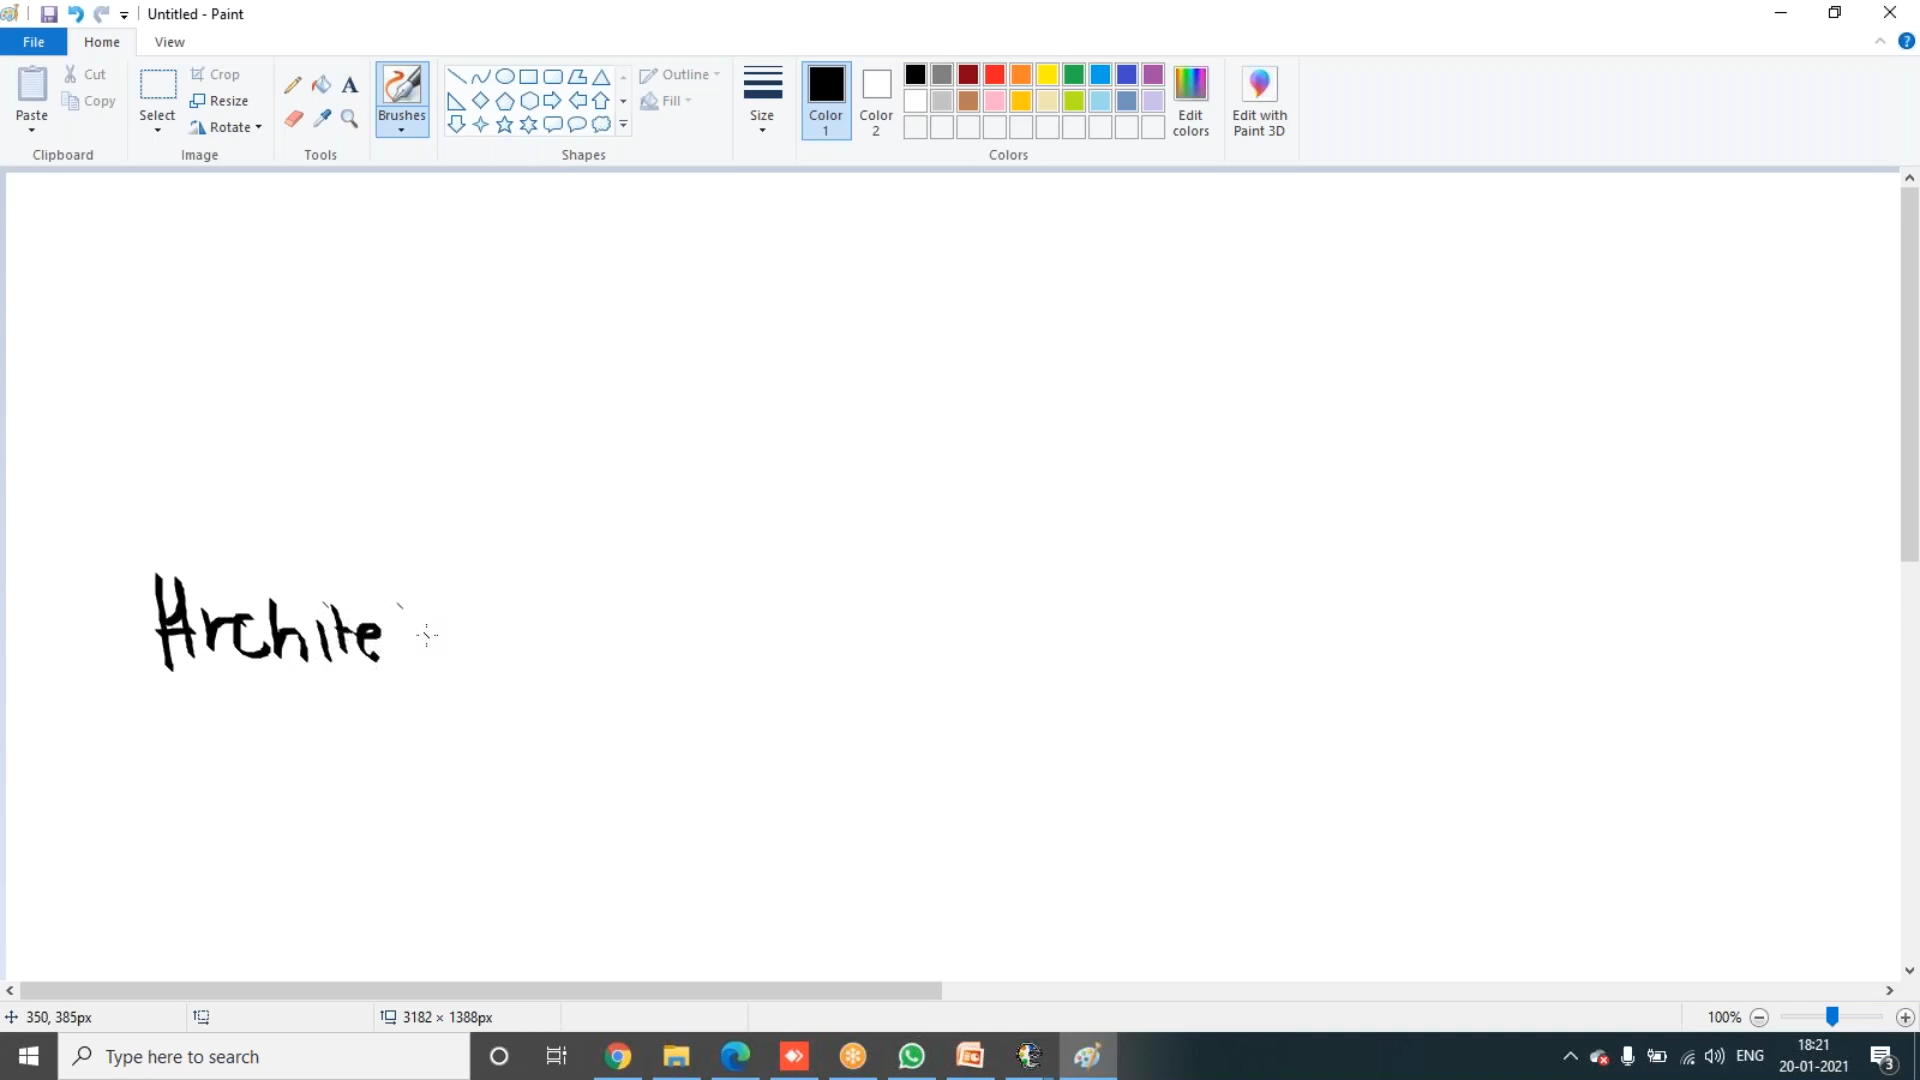 Untitled - Paint
File Home View
Paste Cut Copy Clipboard
Select Crop Resize Rotate Image
Tools
Brushes
Shapes
Outline Fill
Size
Color 1
Color 2
Edit colors
Colors
Edit with Paint 3D
Archite
350, 385px
3182 × 1388px
100%
Type here to search
ENG
18:21
20-01-2021
3